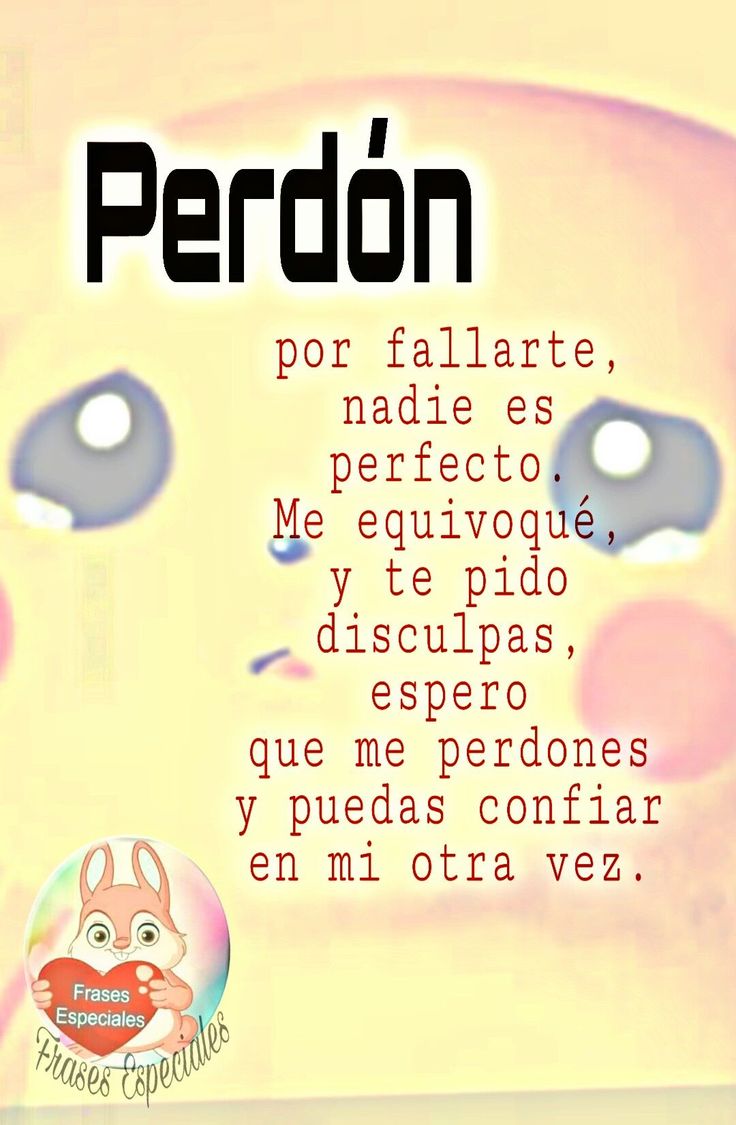 Perdón
por fallarte,
nadie es
perfecto.
Me equivoqué,
y te pido
disculpas,
espero
que me perdones
y puedas confiar
en mi otra vez.
Frases
Especiales
Frases Especiales